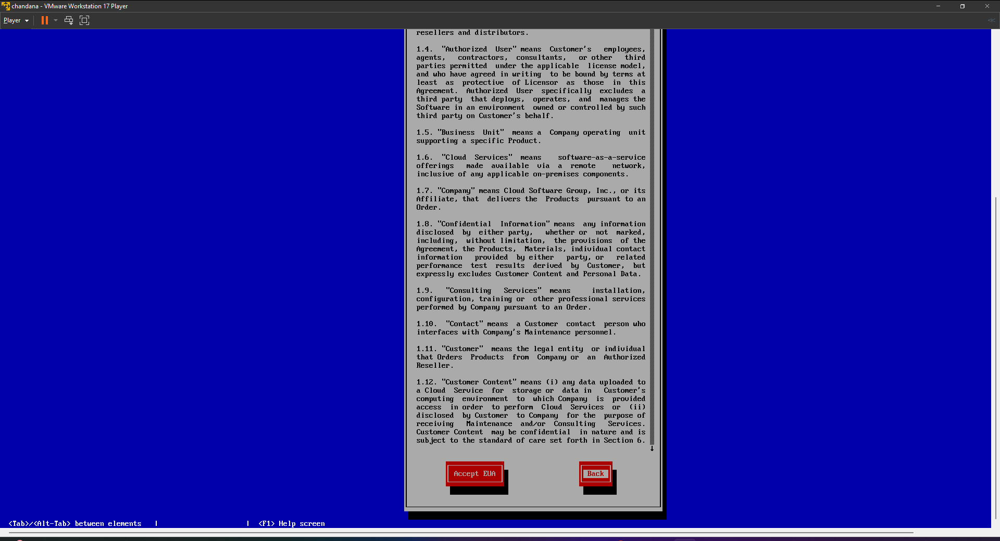 chandana - VMware Workstation 17 Player
Player
resellers and distributors.
1.4. "Authorized User" means Customer's employees,
agents, contractors, consultants, or other third
parties permitted under the applicable license model,
and who have agreed in writing to be bound by terms at
least as protective of Licensor as those in this
Agreement. Authorized User specifically excludes a
third party that deploys, operates, and manages the
Software in an environment owned or controlled by such
third party on Customer's behalf.
1.5. "Business Unit" means a Company operating unit
supporting a specific Product.
1.6. "Cloud Services" means software-as-a-service
offerings made available via a remote network,
inclusive of any applicable on-premises components.
1.7. "Company" means Cloud Software Group, Inc., or its
Affiliate, that delivers the Products pursuant to an
Order.
1.8. "Confidential Information" means any information
disclosed by either party, whether or not marked,
including, without limitation, the provisions of the
Agreement, the Products, Materials, individual contact
information provided by either party, or related
performance test results derived by Customer, but
expressly excludes Customer Content and Personal Data.
1.9. "Consulting Services" means installation,
configuration, training or other professional services
performed by Company pursuant to an Order.
1.10. "Contact" means a Customer contact person who
interfaces with Company's Maintenance personnel.
1.11. "Customer" means the legal entity or individual
that Orders Products from Company or an Authorized
Reseller.
1.12. "Customer Content" means (i) any data uploaded to
a Cloud Service for storage or data in Customer's
computing environment to which Company is provided
access in order to perform Cloud Services or (ii)
disclosed by Customer to Company for the purpose of
receiving Maintenance and/or Consulting Services.
Customer Content may be confidential in nature and is
subject to the standard of care set forth in Section 6.
Accept EUA
Back
<Tab>/<Alt-Tab> between elements | | <F1> Help screen